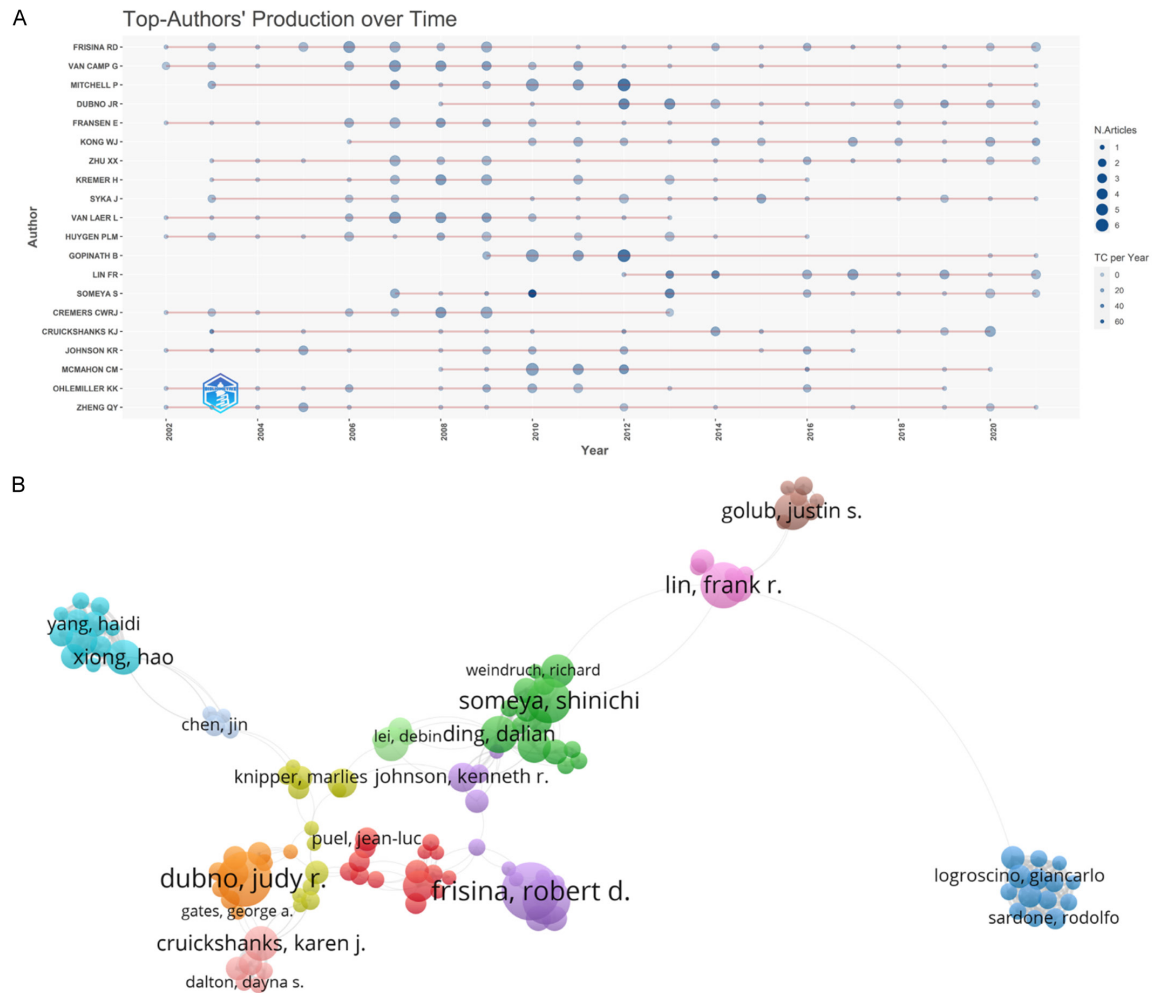 A
Top-Authors' Production over Time
FRISINA RD
VAN CAMP G
MITCHELL P
DUBNO JR
FRANSEN E
KONG WJ
ZHU XX
KREMER H
SYKA J
VAN LAER L
HUYGEN PLM
GOPINATH B
LIN FR
SOMEYA S
CREMERS CWRJ
CRUICKSHANKS KJ
JOHNSON KR
MCMAHON CM
OHLEMILLER KK
ZHENG QY
Author
2002
2004
2006
2008
2010
2012
2014
2016
2018
2020
Year
N.Articles
1
2
3
4
5
6
TC per Year
0
20
40
60
B
golub, justin s.
lin, frank r.
yang, haidi
xiong, hao
weindruch, richard
someya, shinichi
chen, jin
lei, debin
ding, dalian
knipper, marlies
johnson, kenneth r.
puel, jean-luc
dubno, judy r.
frisina, robert d.
logroscino, giancarlo
gates, george a.
sardone, rodolfo
cruickshanks, karen j.
dalton, dayna s.